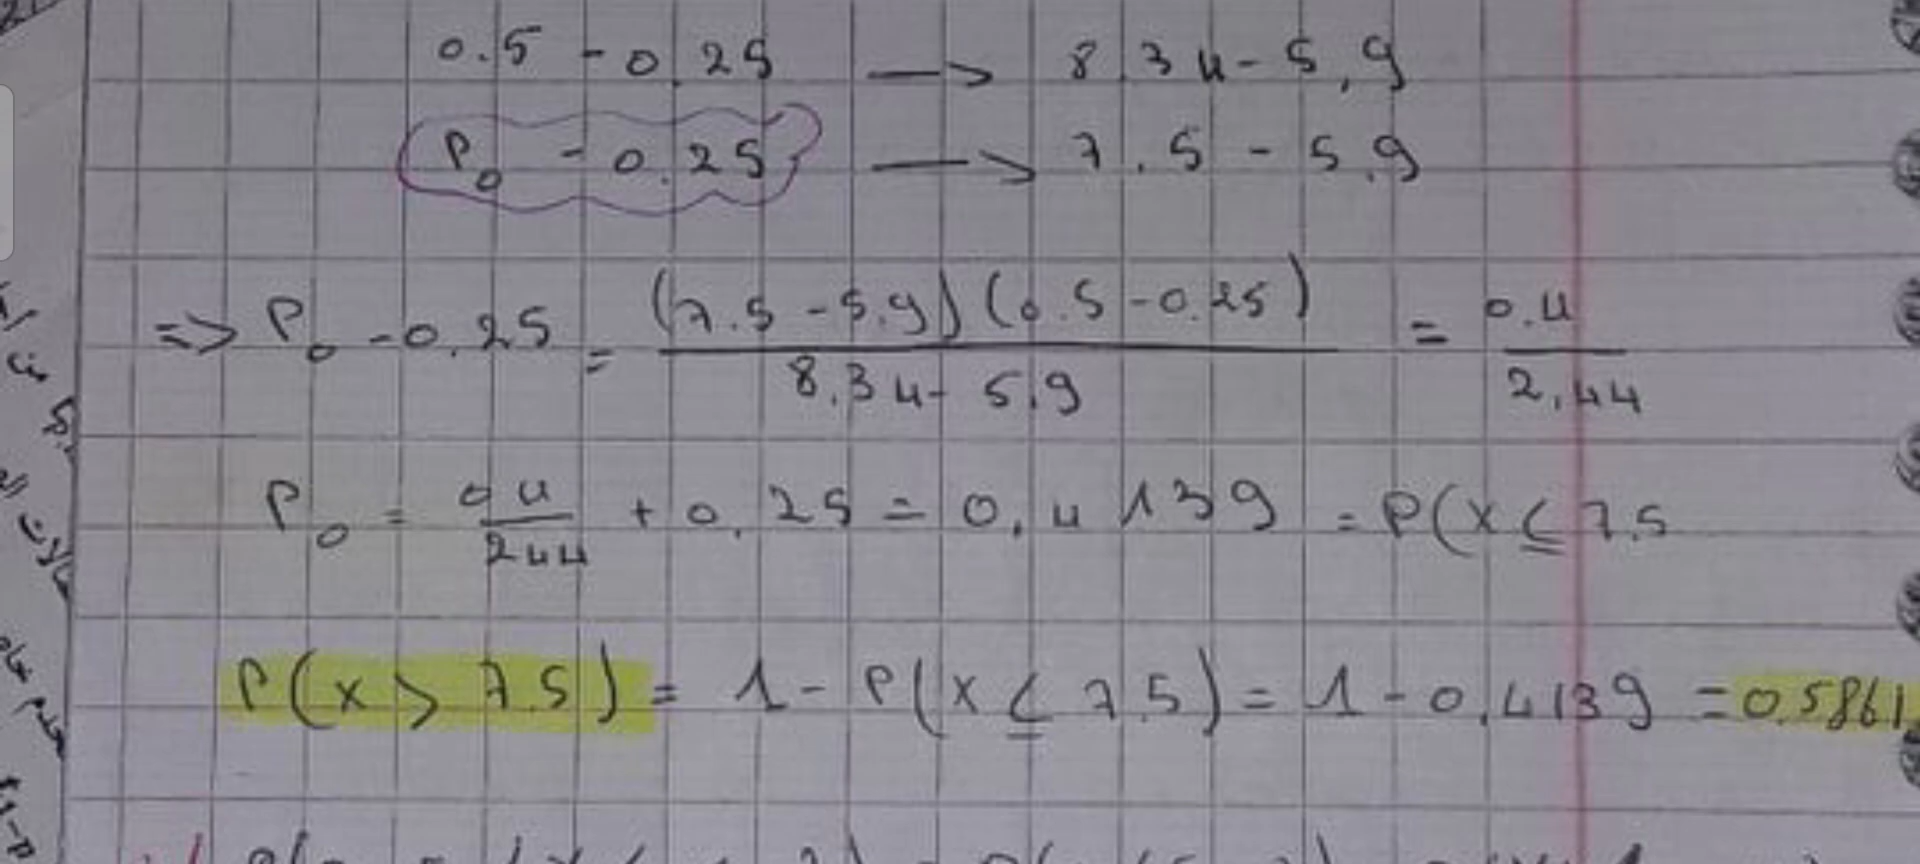 0.5 - 0.25 → 8.34 - 5,9
P₀ - 0.25 → 7.5 - 5.9
=> P₀ - 0.25 = (7.5 - 5.9)(0.5 - 0.25) / 8.34 - 5.9 = 0.4 / 2,44
P₀ = 0.4 / 2.44 + 0.25 = 0,4139 = P(X ≤ 7.5
P(X > 7.5) = 1 - P(X ≤ 7.5) = 1 - 0,4139 = 0.5861